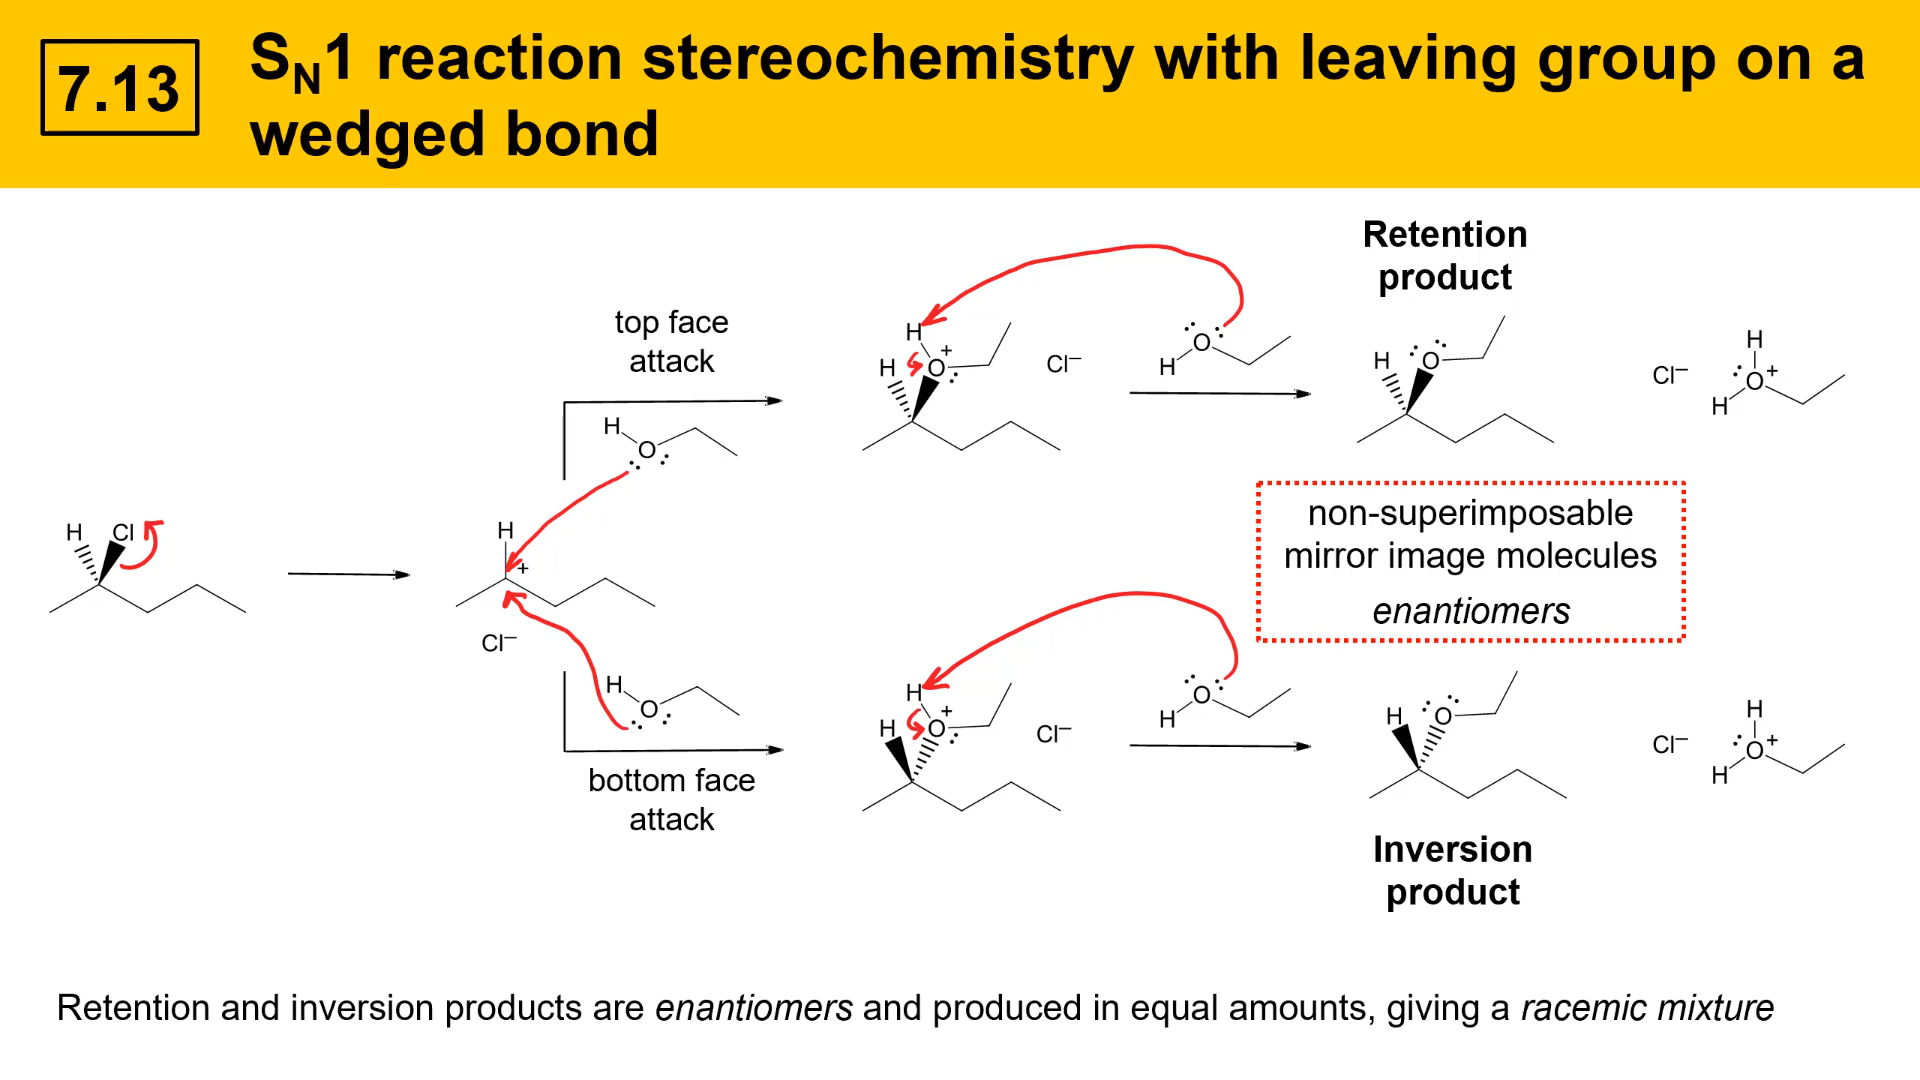 7.13
S_N1 reaction stereochemistry with leaving group on a
wedged bond
top face
attack
H
O
H Cl
H
+
Cl–
H
O
bottom face
attack
H
H O +
Cl–
H O
H O
Retention
product
Cl–
H
O +
H
non-superimposable
mirror image molecules
enantiomers
H
H O +
Cl–
O
H
H O
Cl–
H
O +
H
Inversion
product
Retention and inversion products are enantiomers and produced in equal amounts, giving a racemic mixture